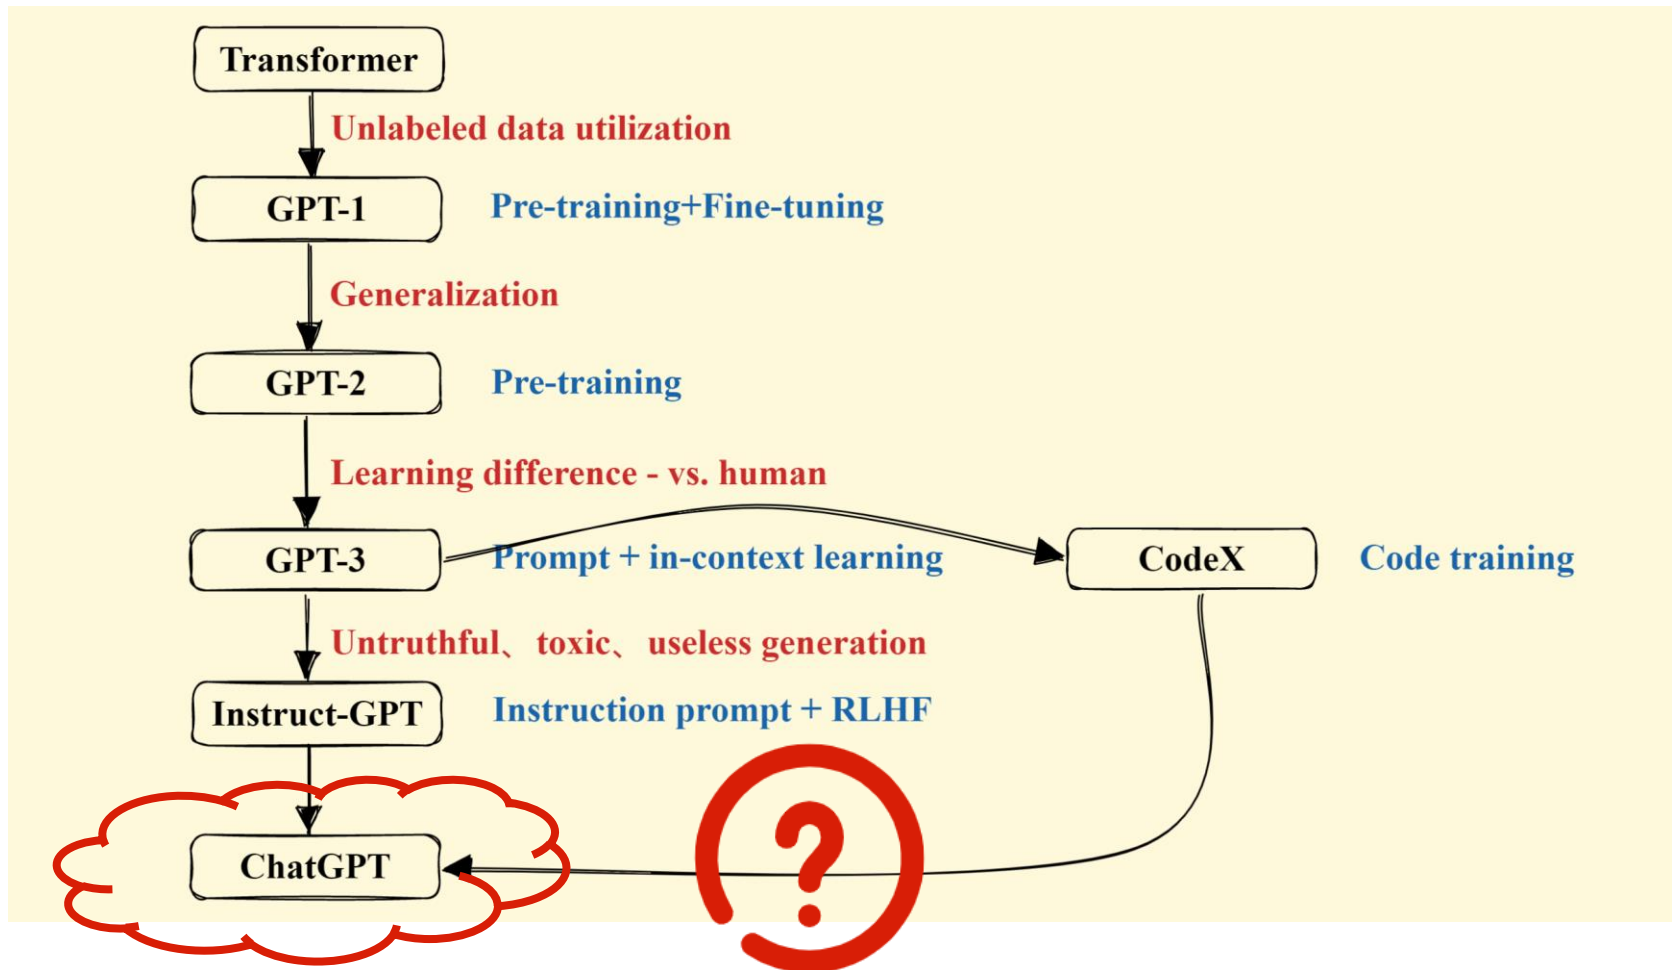 Transformer
Unlabeled data utilization
GPT-1
Pre-training+Fine-tuning
Generalization
GPT-2
Pre-training
Learning difference - vs. human
GPT-3
Prompt + in-context learning
CodeX
Code training
Untruthful、toxic、useless generation
Instruct-GPT
Instruction prompt + RLHF
ChatGPT
?